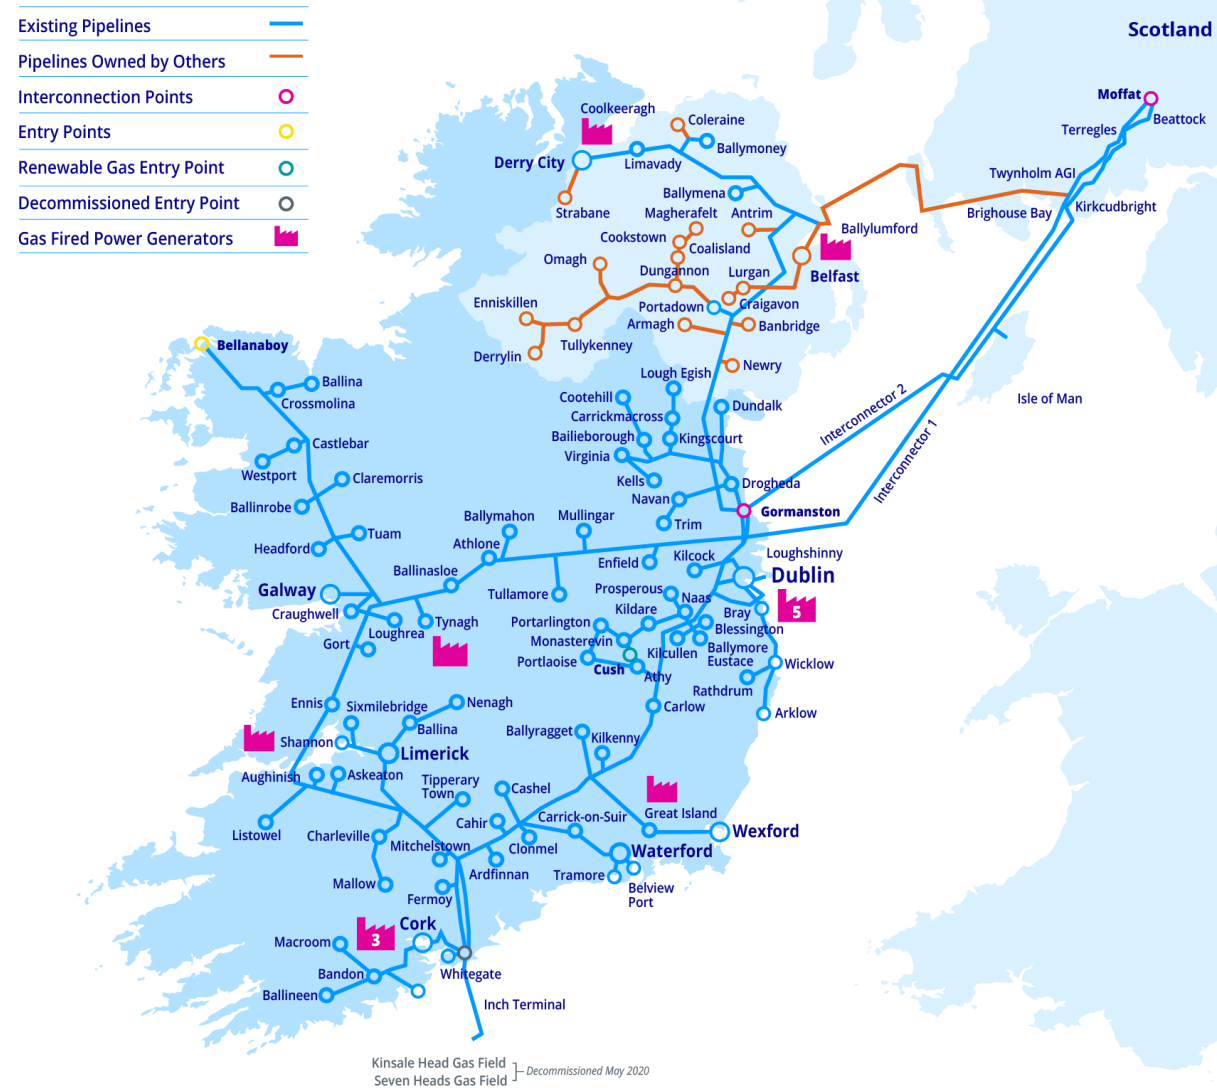 Existing Pipelines
Pipelines Owned by Others
Interconnection Points
Entry Points
Renewable Gas Entry Point
Decommissioned Entry Point
Gas Fired Power Generators
Scotland
Moffat
Beattock
Terregles
Twynholm AGI
Brighouse Bay
Kirkcudbright
Coolkeeragh
Coleraine
Ballymoney
Derry City
Limavady
Ballymena
Strabane
Magherafelt
Antrim
Ballylumford
Cookstown
Coalisland
Omagh
Dungannon
Lurgan
Belfast
Enniskillen
Portadown
Craigavon
Armagh
Banbridge
Tullykenney
Derrylin
Newry
Bellanaboy
Lough Egish
Ballina
Crossmolina
Cootehill
Carrickmacross
Dundalk
Isle of Man
Interconnector 2
Interconnector 1
Castlebar
Bailieborough
Kingscourt
Virginia
Westport
Claremorris
Kells
Drogheda
Navan
Ballinrobe
Gormanston
Ballymahon
Mullingar
Trim
Tuam
Headford
Athlone
Enfield
Kilcock
Loughshinny
Dublin
Ballinasloe
Galway
Tullamore
Prosperous
Naas
Craughwell
Kildare
Bray
5
Loughrea
Tynagh
Portarlington
Blessington
Gort
Monasterevin
Kilcullen
Ballymore
Eustace
Portlaoise
Cush
Athy
Wicklow
Rathdrum
Ennis
Sixmilebridge
Nenagh
Carlow
Arklow
Ballina
Ballyragget
Kilkenny
Shannon
Limerick
Aughinish
Askeaton
Tipperary
Town
Cashel
Great Island
Carrick-on-Suir
Wexford
Listowel
Charleville
Cahir
Mitchelstown
Clonmel
Waterford
Ardfinnan
Tramore
Belview
Port
Mallow
Fermoy
Cork
3
Macroom
Bandon
Whitegate
Ballineen
Inch Terminal
Kinsale Head Gas Field
Seven Heads Gas Field
Decommissioned May 2020